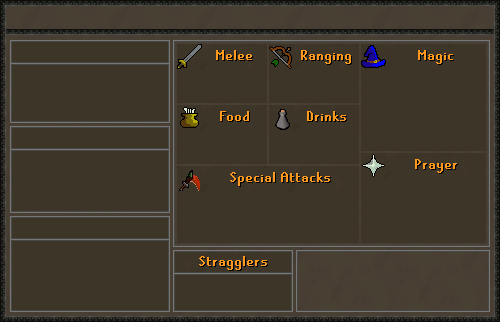 Melee
Ranging
Magic
Food
Drinks
Prayer
Special Attacks
Stragglers